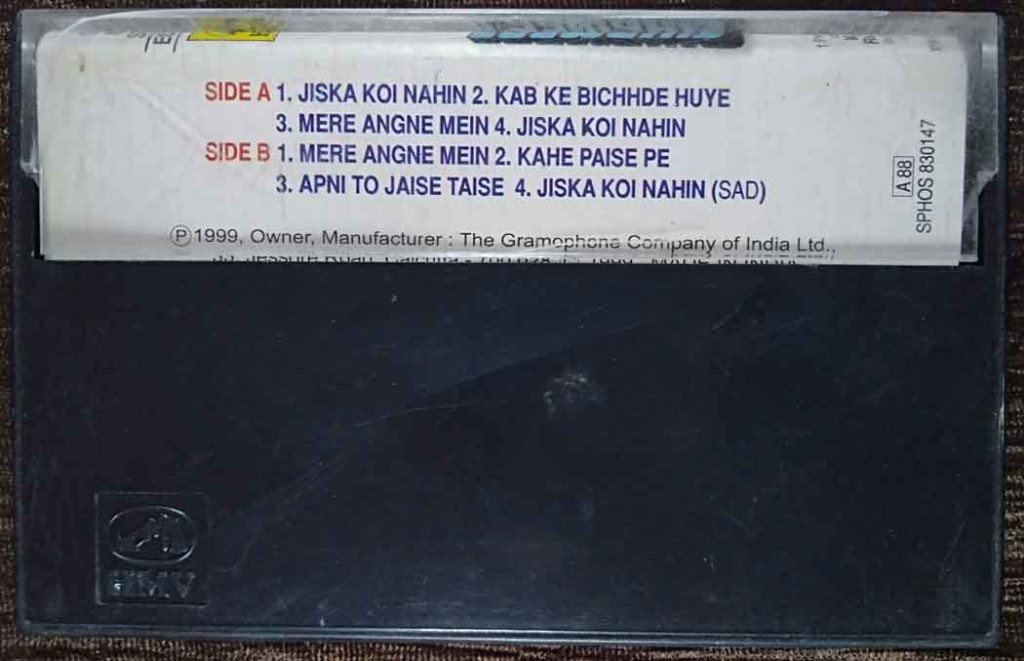 SIDE A 1. JISKA KOI NAHIN 2. KAB KE BICHHDE HUYE
3. MERE ANGNE MEIN 4. JISKA KOI NAHIN
SIDE B 1. MERE ANGNE MEIN 2. KAHE PAISE PE
3. APNI TO JAISE TAISE 4. JISKA KOI NAHIN (SAD)
Ⓟ 1999, Owner, Manufacturer : The Gramophone Company of India Ltd.,
A 88
SPHOS 830147